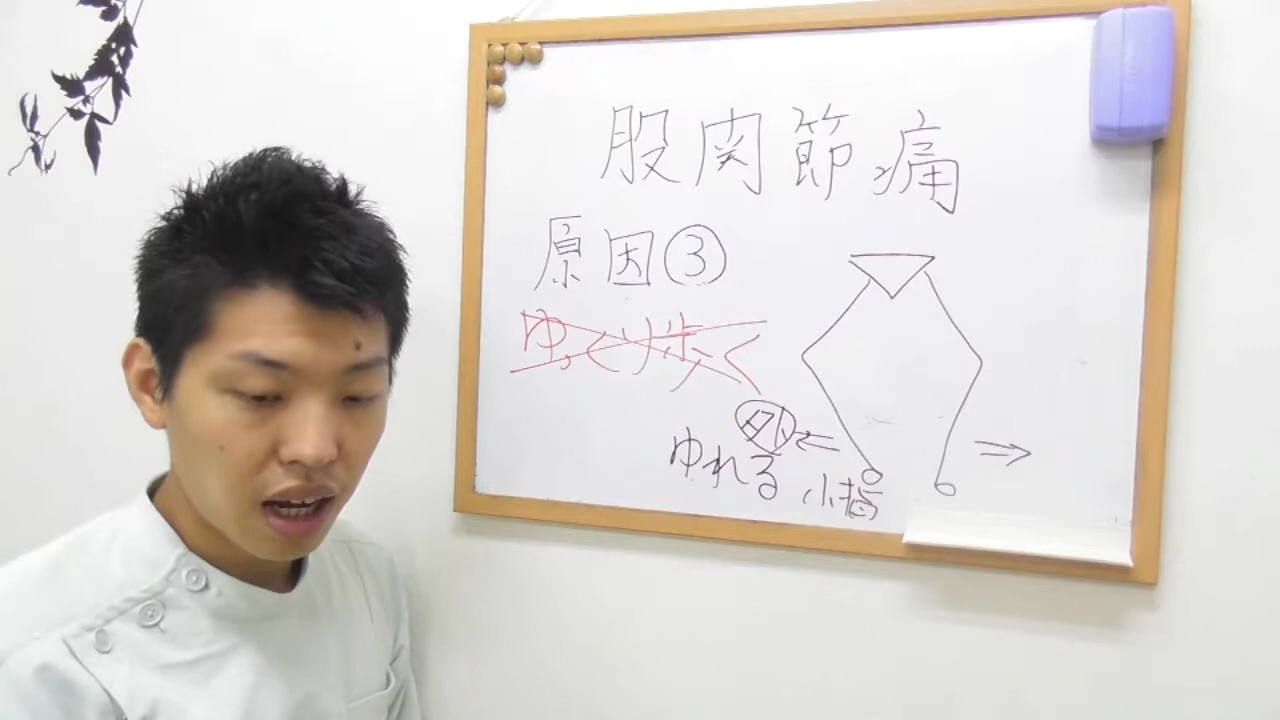 股関節痛
原因③
ゆっくり歩く
外
ゆれる
小指